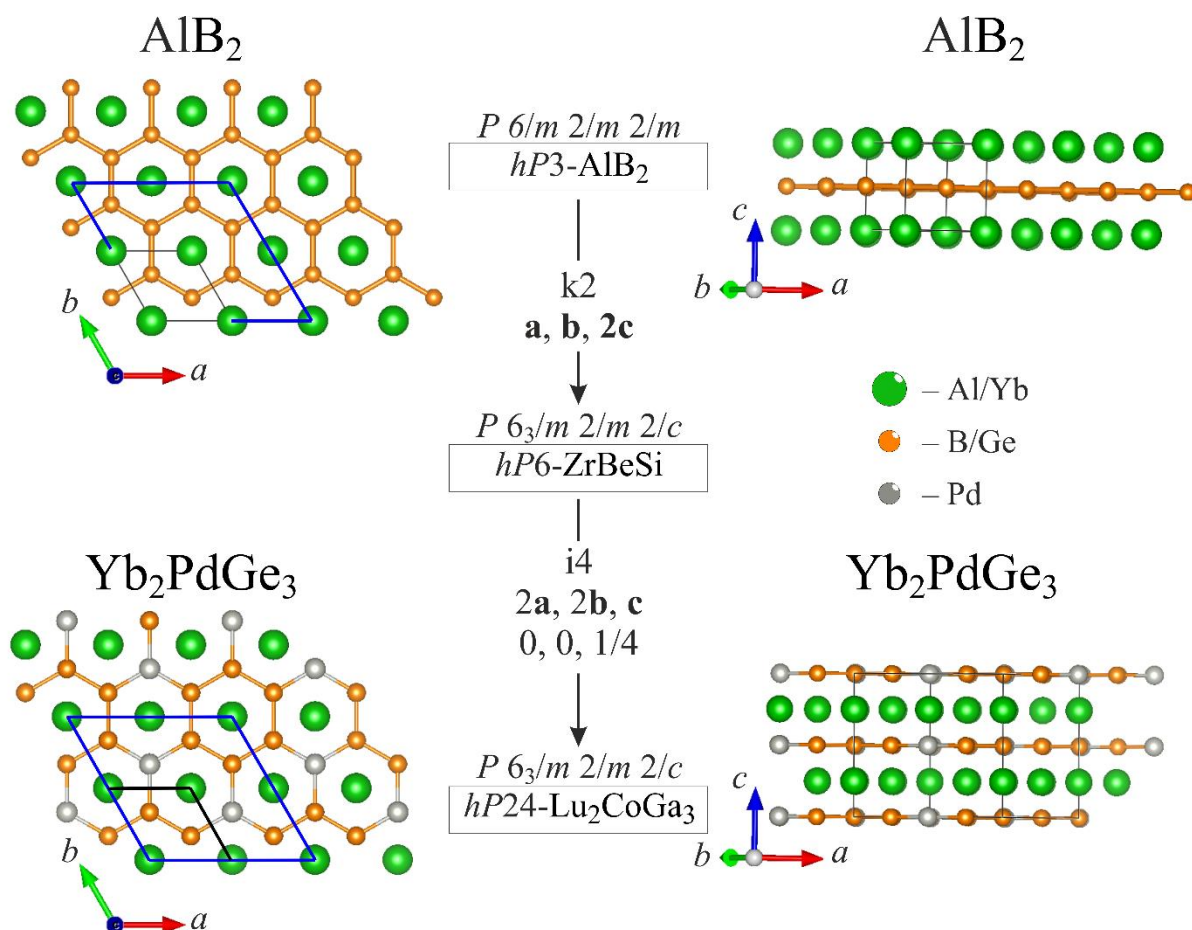 AlB₂
AlB₂
P 6/m 2/m 2/m
hP3-AlB₂
c
b
a
b
a
k2
a, b, 2c
– Al/Yb
– B/Ge
– Pd
P 6₃/m 2/m 2/c
hP6-ZrBeSi
i4
2a, 2b, c
0, 0, 1/4
Yb₂PdGe₃
Yb₂PdGe₃
P 6₃/m 2/m 2/c
hP24-Lu₂CoGa₃
c
b
a
b
a